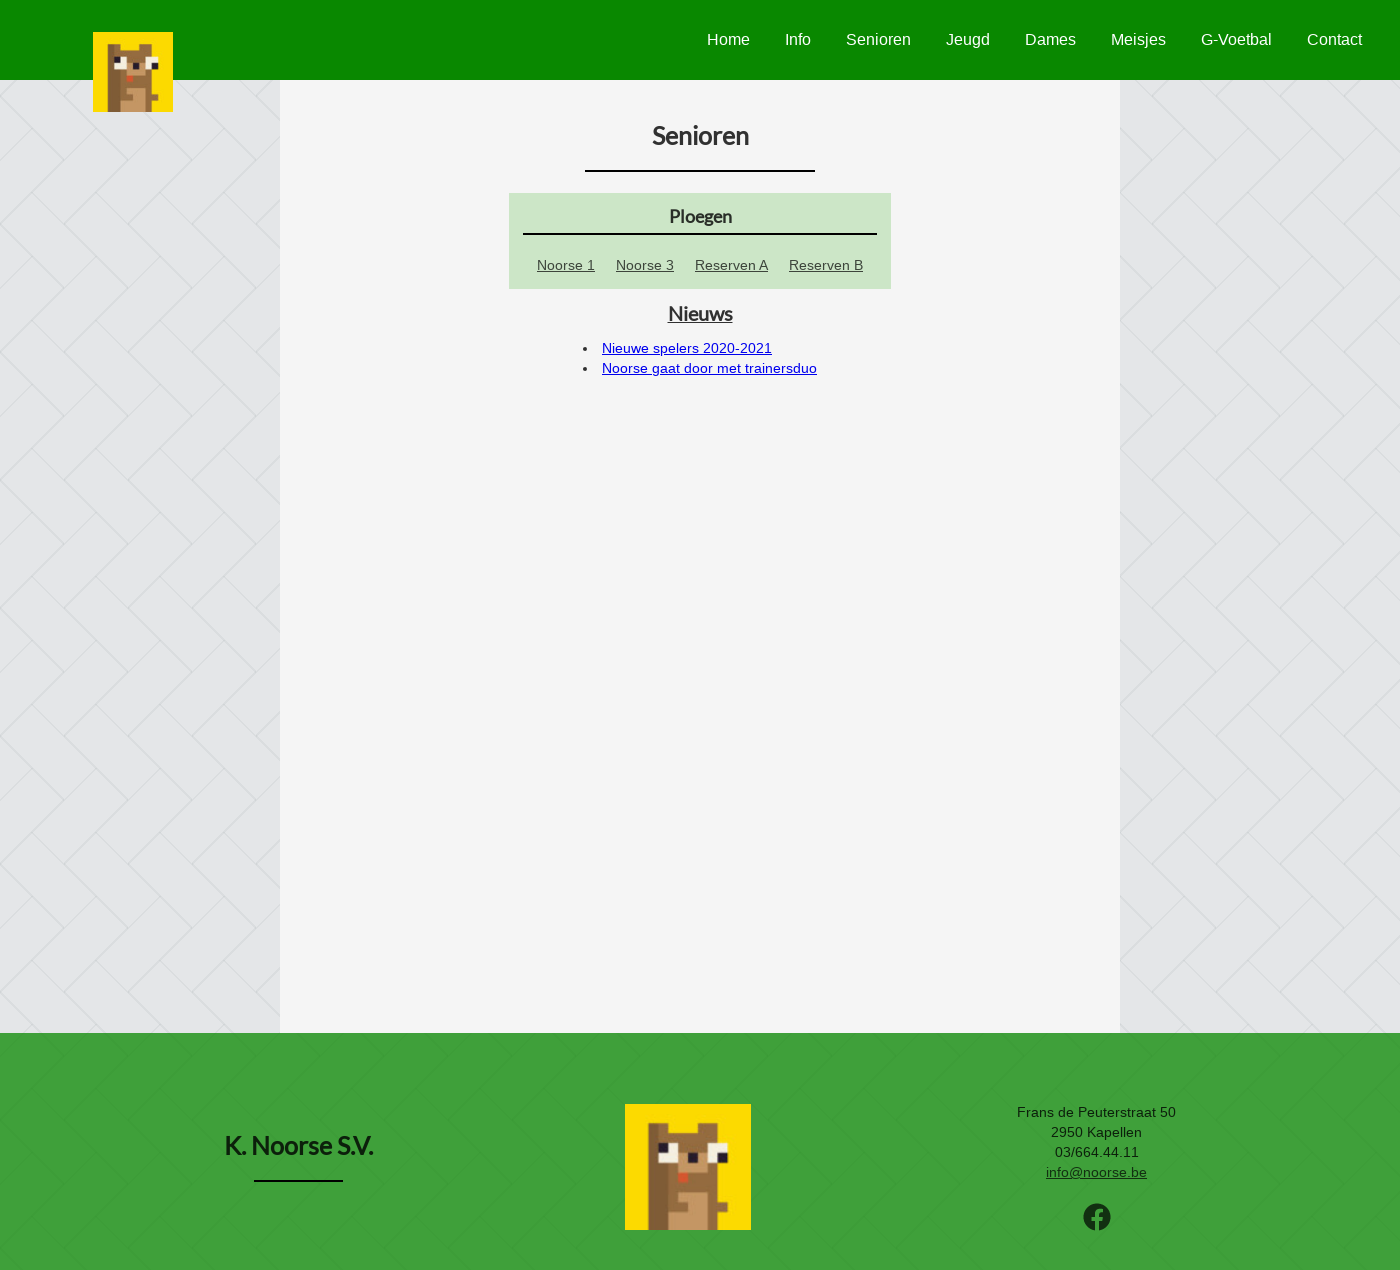 Home Info Senioren Jeugd Dames Meisjes G-Voetbal Contact
Senioren
Ploegen
Noorse 1 Noorse 3 Reserven A Reserven B
Nieuws
Nieuwe spelers 2020-2021
Noorse gaat door met trainersduo
K. Noorse S.V.
Frans de Peuterstraat 50
2950 Kapellen
03/664.44.11
info@noorse.be